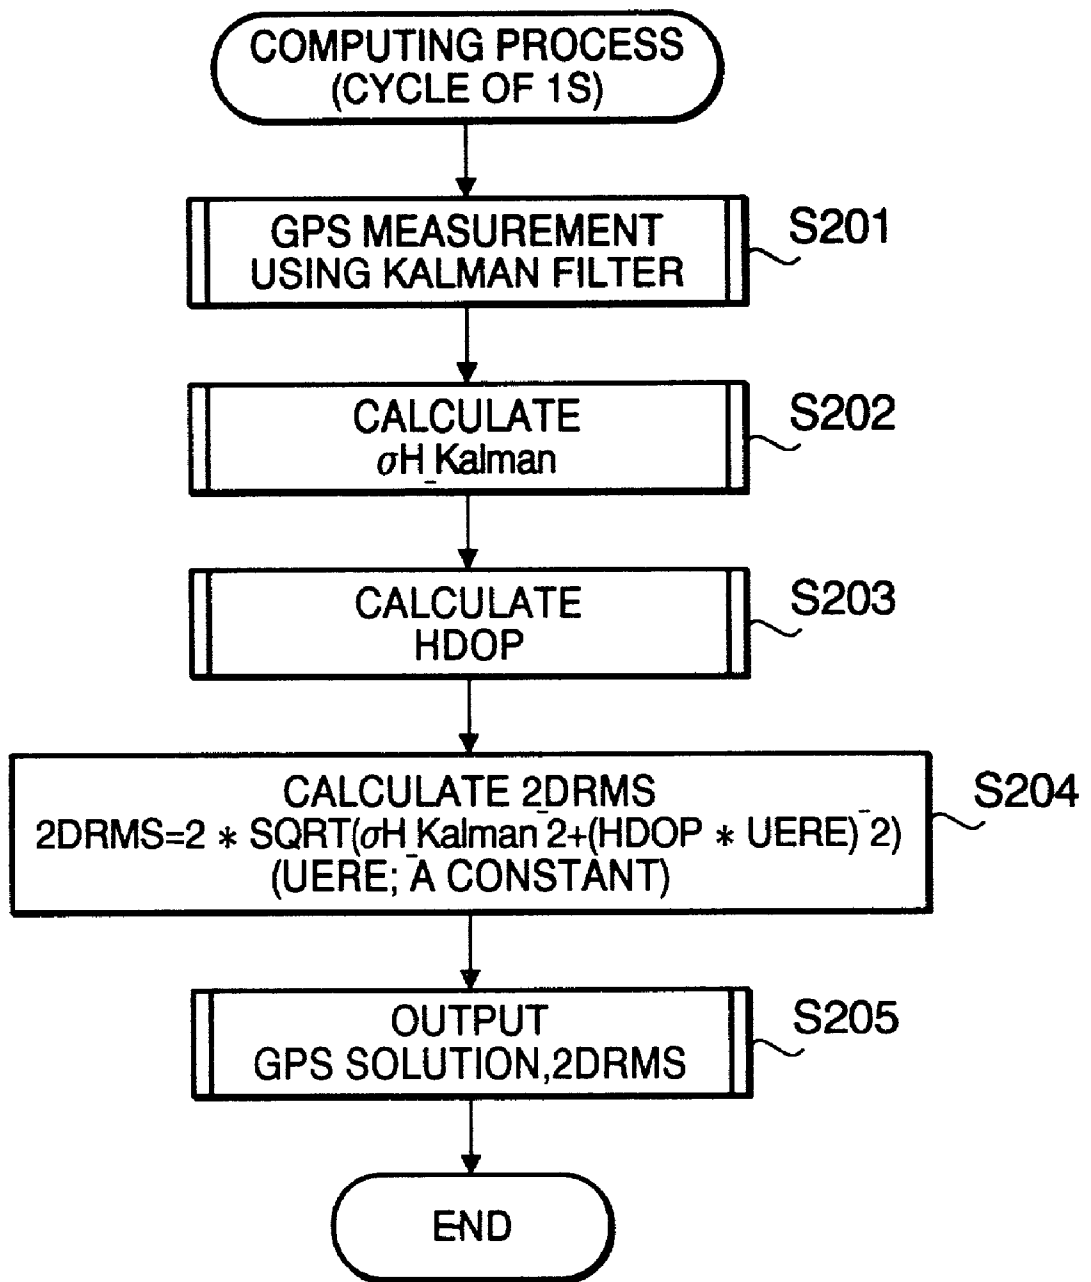 COMPUTING PROCESS
(CYCLE OF 1S)
GPS MEASUREMENT
USING KALMAN FILTER
S201
CALCULATE
σH_Kalman
S202
CALCULATE
HDOP
S203
CALCULATE 2DRMS
2DRMS=2 * SQRT(σH_Kalman¯2+(HDOP * UERE)¯2)
(UERE; A CONSTANT)
S204
OUTPUT
GPS SOLUTION,2DRMS
S205
END